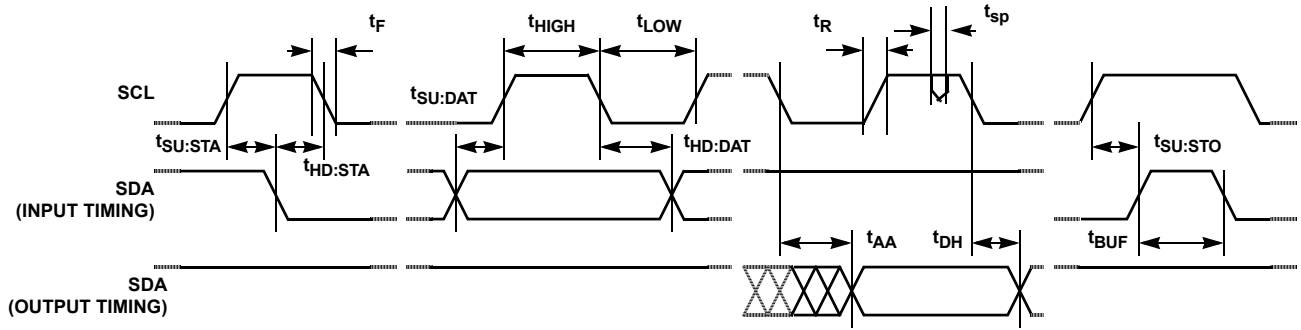 tF
tHIGH
tLOW
tR
tsp
SCL
tSU:DAT
tSU:STA
tHD:STA
tHD:DAT
tSU:STO
SDA
(INPUT TIMING)
tAA
tDH
tBUF
SDA
(OUTPUT TIMING)